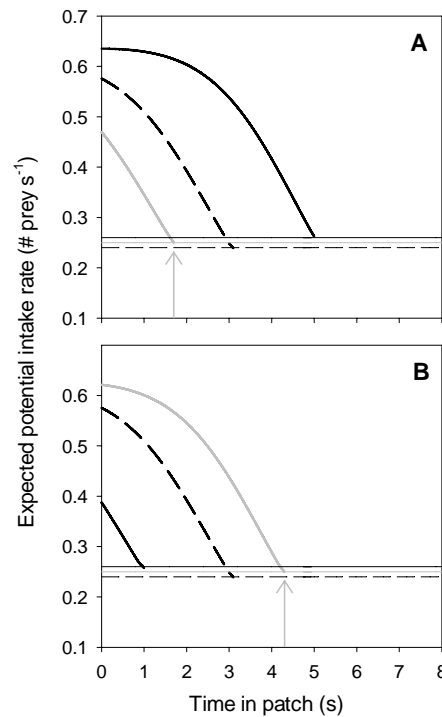 0.7
A
0.6
0.5
0.4
0.3
0.2
0.1
B
0.6
0.5
0.4
0.3
0.2
0.1
0 1 2 3 4 5 6 7 8
Time in patch (s)
Expected potential intake rate (# prey s⁻¹)